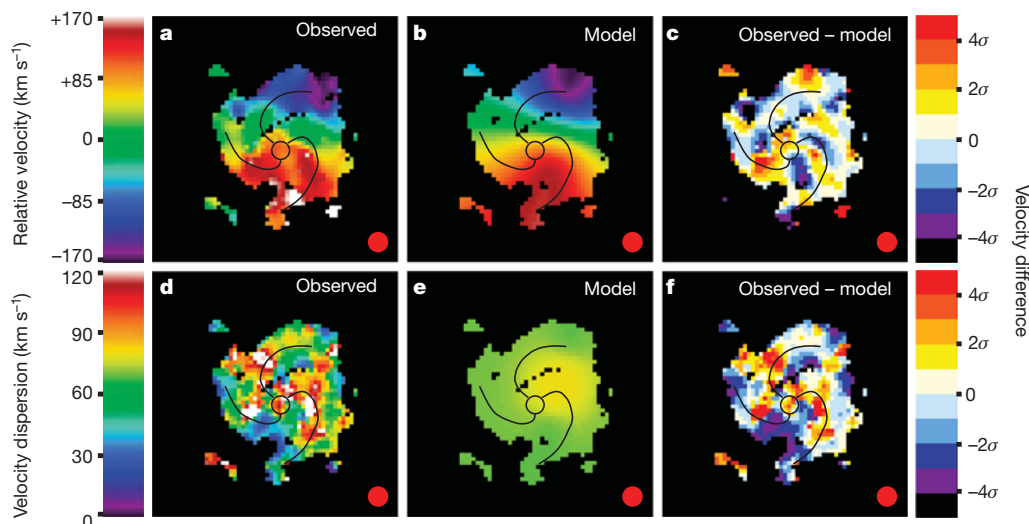 +170
+85
0
−85
−170
Relative velocity (km s⁻¹)
a
Observed
b
Model
c
Observed – model
4σ
2σ
0
−2σ
−4σ
120
90
60
30
0
Velocity dispersion (km s⁻¹)
d
Observed
e
Model
f
Observed – model
4σ
2σ
0
−2σ
−4σ
Velocity difference